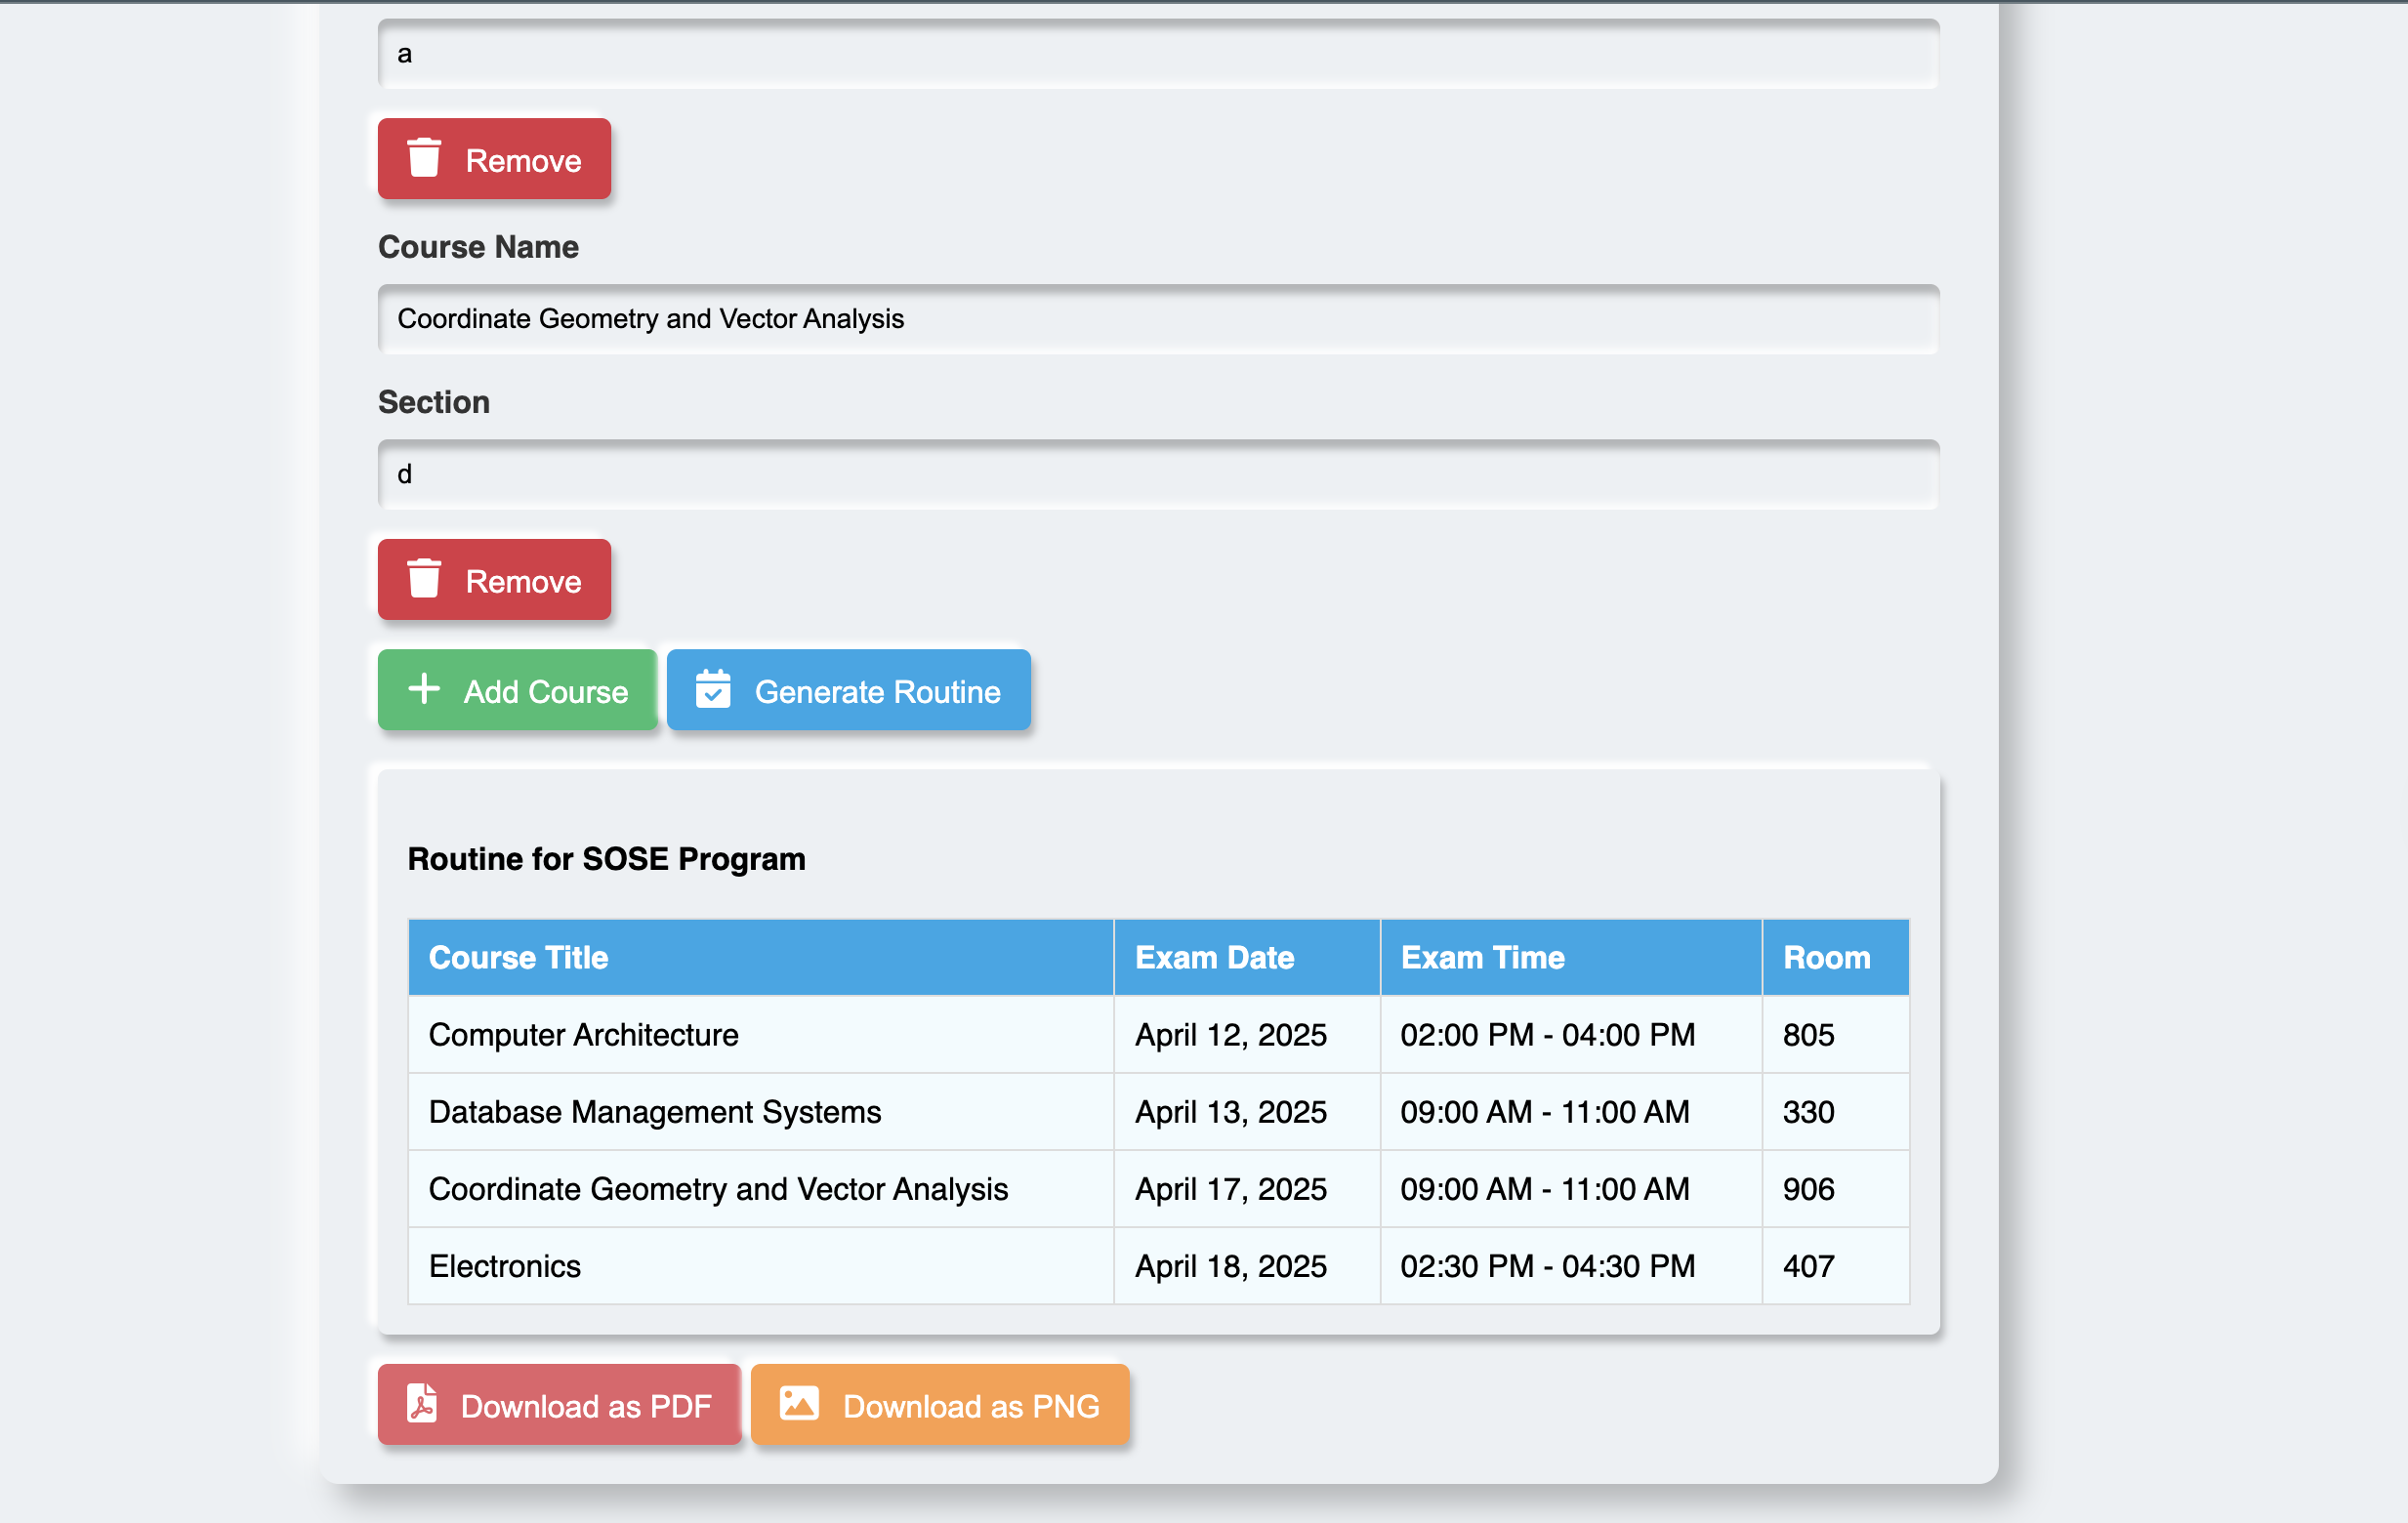 a
Remove
Course Name
Coordinate Geometry and Vector Analysis
Section
d
Remove
Add Course Generate Routine
Routine for SOSE Program
Course Title Exam Date Exam Time Room
Computer Architecture April 12, 2025 02:00 PM - 04:00 PM 805
Database Management Systems April 13, 2025 09:00 AM - 11:00 AM 330
Coordinate Geometry and Vector Analysis April 17, 2025 09:00 AM - 11:00 AM 906
Electronics April 18, 2025 02:30 PM - 04:30 PM 407
Download as PDF Download as PNG